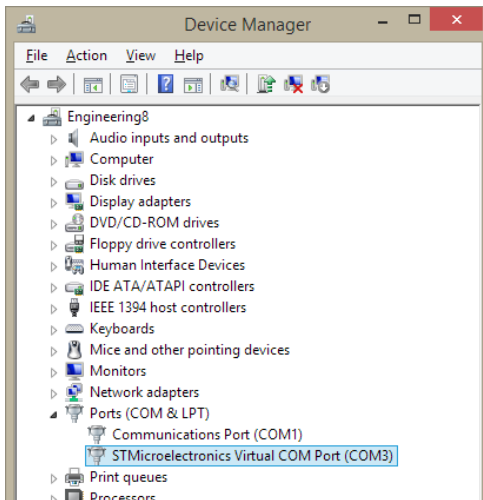 Device Manager
File Action View Help
Engineering8
Audio inputs and outputs
Computer
Disk drives
Display adapters
DVD/CD-ROM drives
Floppy drive controllers
Human Interface Devices
IDE ATA/ATAPI controllers
IEEE 1394 host controllers
Keyboards
Mice and other pointing devices
Monitors
Network adapters
Ports (COM & LPT)
Communications Port (COM1)
STMicroelectronics Virtual COM Port (COM3)
Print queues
Processors